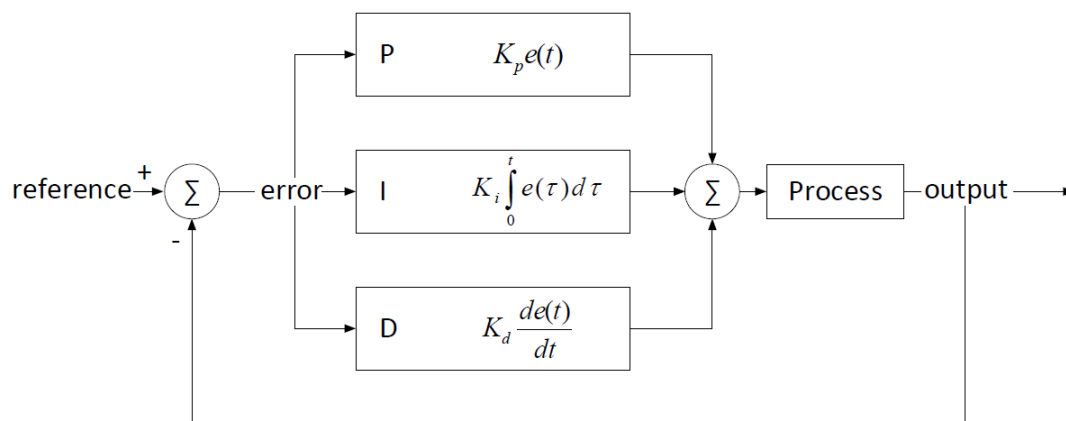 P K_p e(t)
reference + Σ error I K_i ∫_0^t e(τ)dτ Σ Process output
-
D K_d de(t)/dt